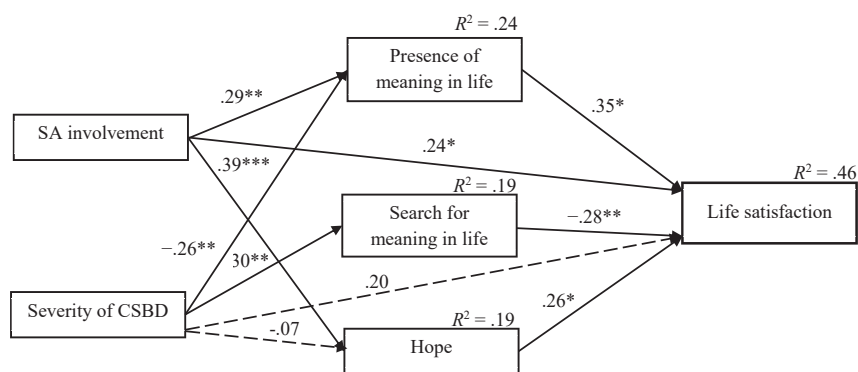 R² = .24
Presence of
meaning in life
.29**
.35*
SA involvement
.24*
.39***
R² = .46
R² = .19
Life satisfaction
Search for
meaning in life
−.28**
−.26**
30**
.20
Severity of CSBD
.26*
-.07
R² = .19
Hope